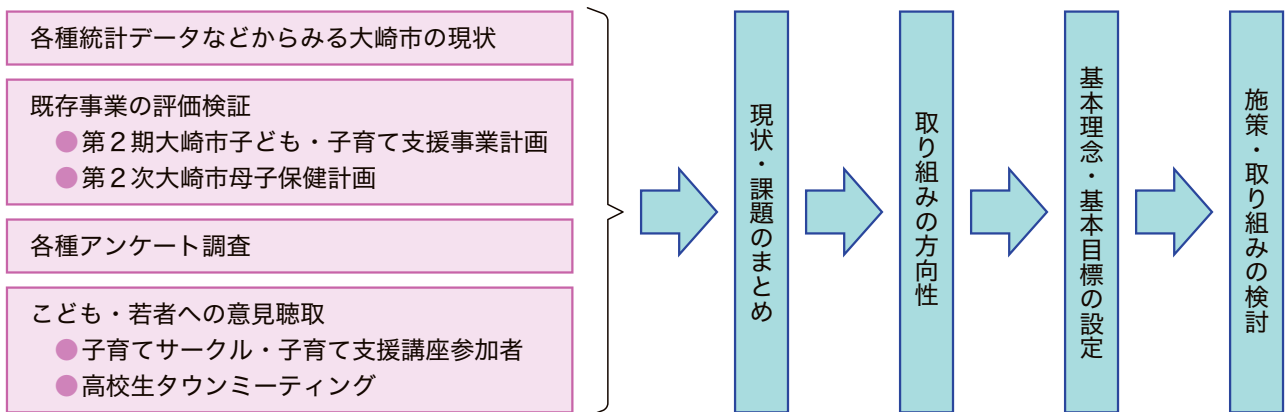 各種統計データなどからみる大崎市の現状
既存事業の評価検証
●第２期大崎市子ども・子育て支援事業計画
●第２次大崎市母子保健計画
各種アンケート調査
こども・若者への意見聴取
●子育てサークル・子育て支援講座参加者
●高校生タウンミーティング
現状・課題のまとめ
取り組みの方向性
基本理念・基本目標の設定
施策・取り組みの検討